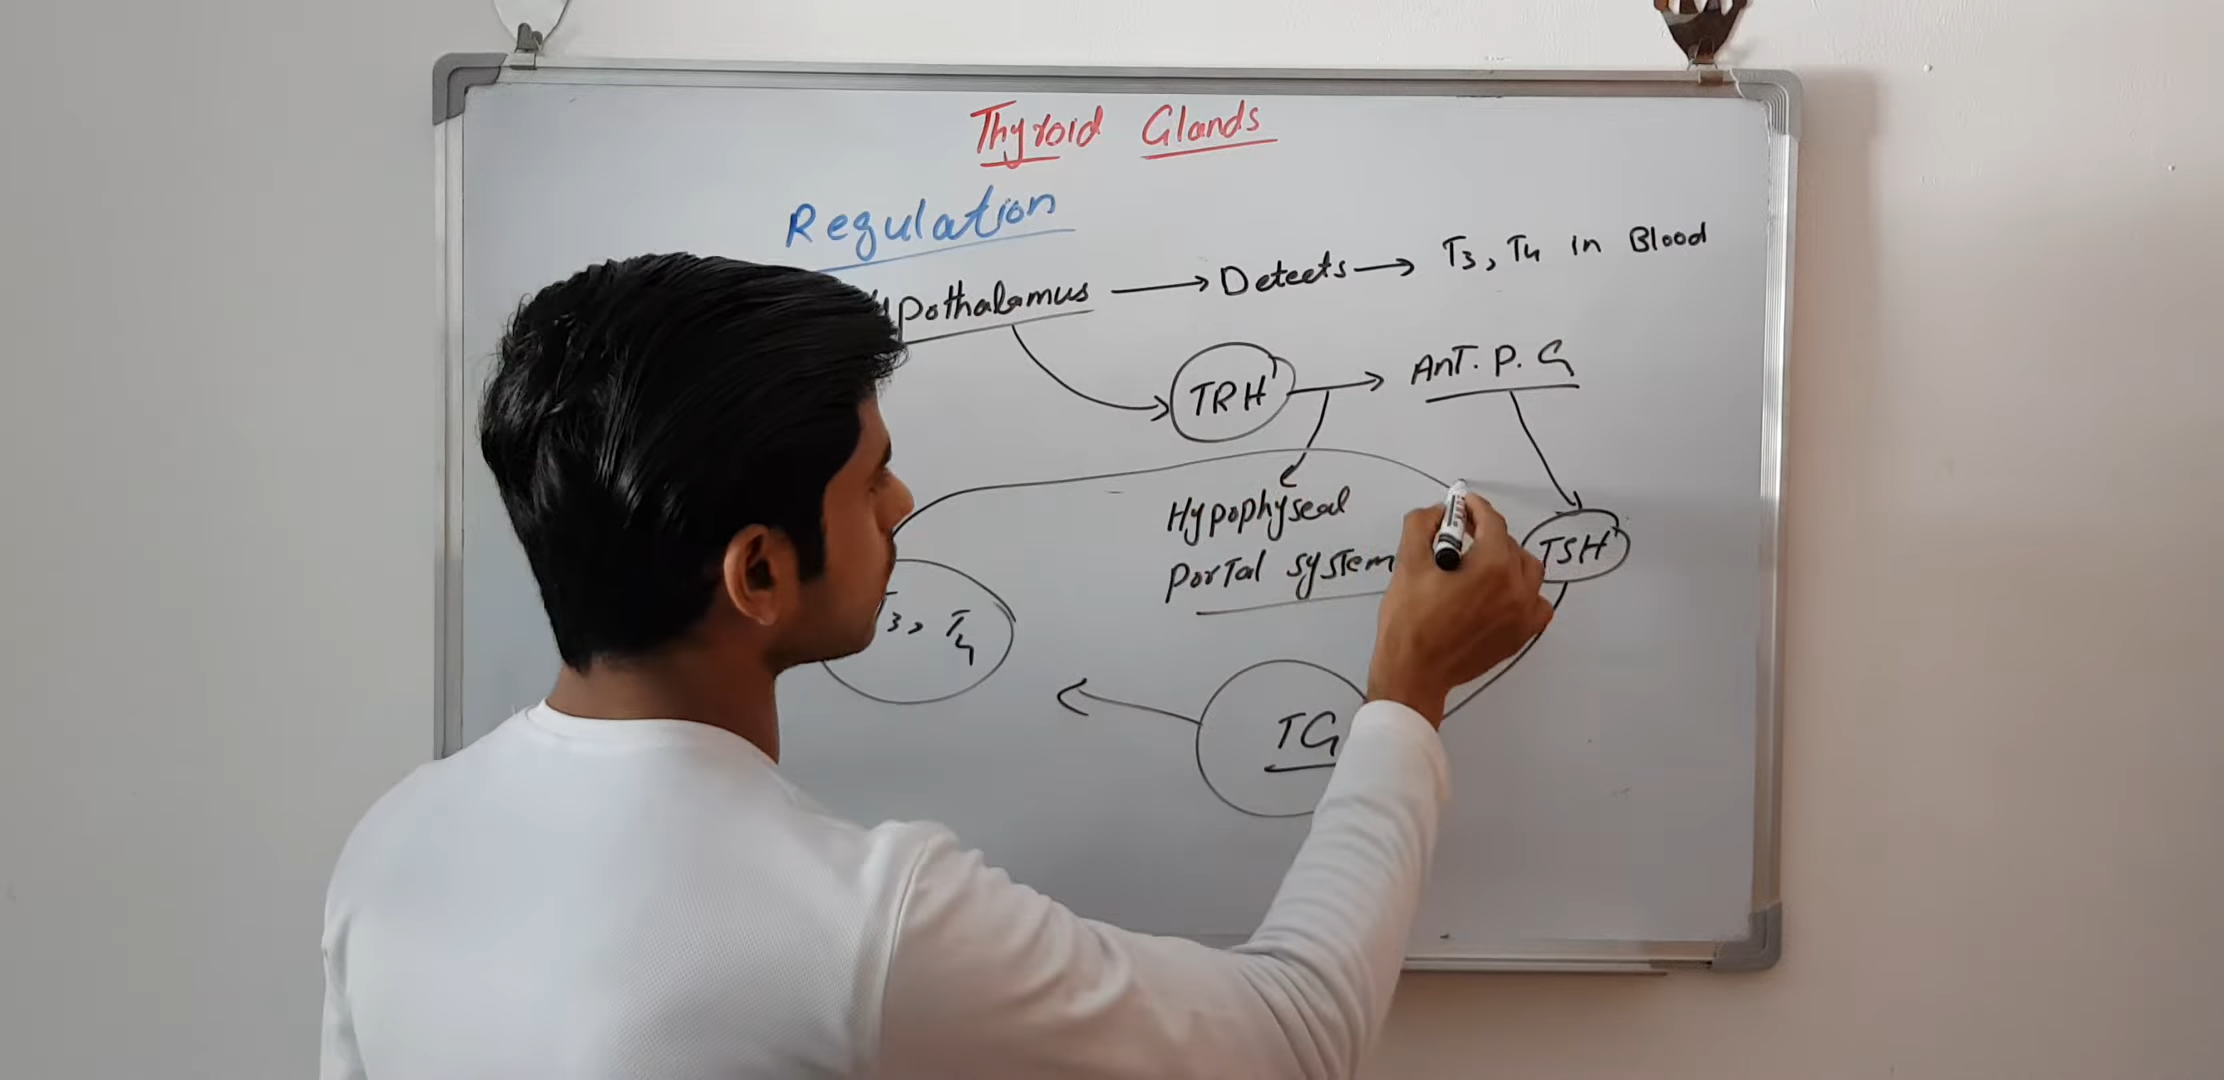 Thyroid Glands
Regulation
pothalamus → Detects → T3, T4 in Blood
TRH → AnT. P. G
Hypophyseal
Portal system
TSH
3, T4
TG